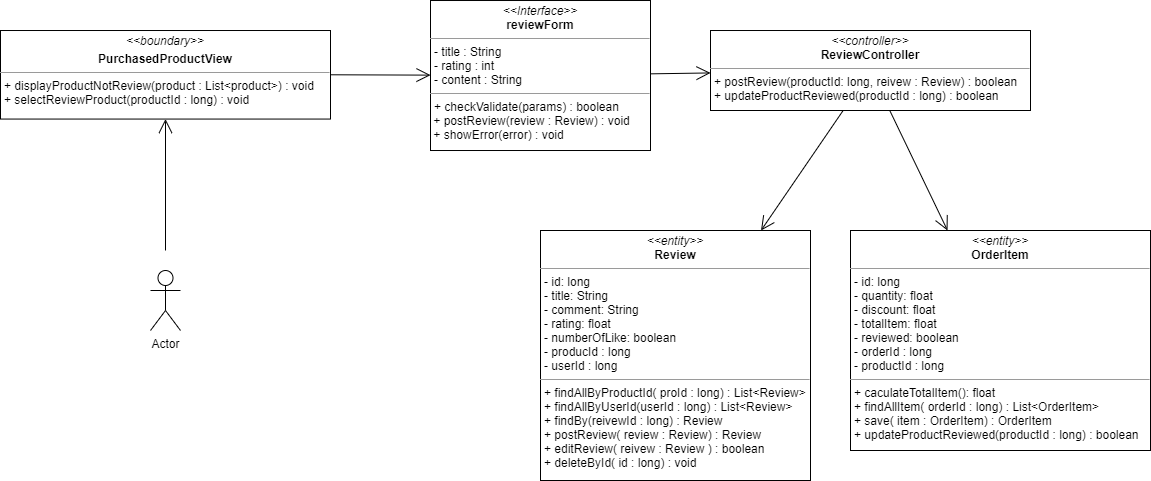 <<boundary>>
PurchasedProductView
+ displayProductNotReview(product : List<product>) : void
+ selectReviewProduct(productId : long) : void
<<Interface>>
reviewForm
- title : String
- rating : int
- content : String
+ checkValidate(params) : boolean
+ postReview(review : Review) : void
+ showError(error) : void
<<controller>>
ReviewController
+ postReview(productId: long, reivew : Review) : boolean
+ updateProductReviewed(productId : long) : boolean
Actor
<<entity>>
Review
- id: long
- title: String
- comment: String
- rating: float
- numberOfLike: boolean
- producId : long
- userId : long
+ findAllByProductId( proId : long) : List<Review>
+ findAllByUserId(userId : long) : List<Review>
+ findBy(reivewId : long) : Review
+ postReview( review : Review) : Review
+ editReview( reivew : Review ) : boolean
+ deleteById( id : long) : void
<<entity>>
OrderItem
- id: long
- quantity: float
- discount: float
- totalItem: float
- reviewed: boolean
- orderId : long
- productId : long
+ caculateTotalItem(): float
+ findAllItem( orderId : long) : List<OrderItem>
+ save( item : OrderItem) : OrderItem
+ updateProductReviewed(productId : long) : boolean